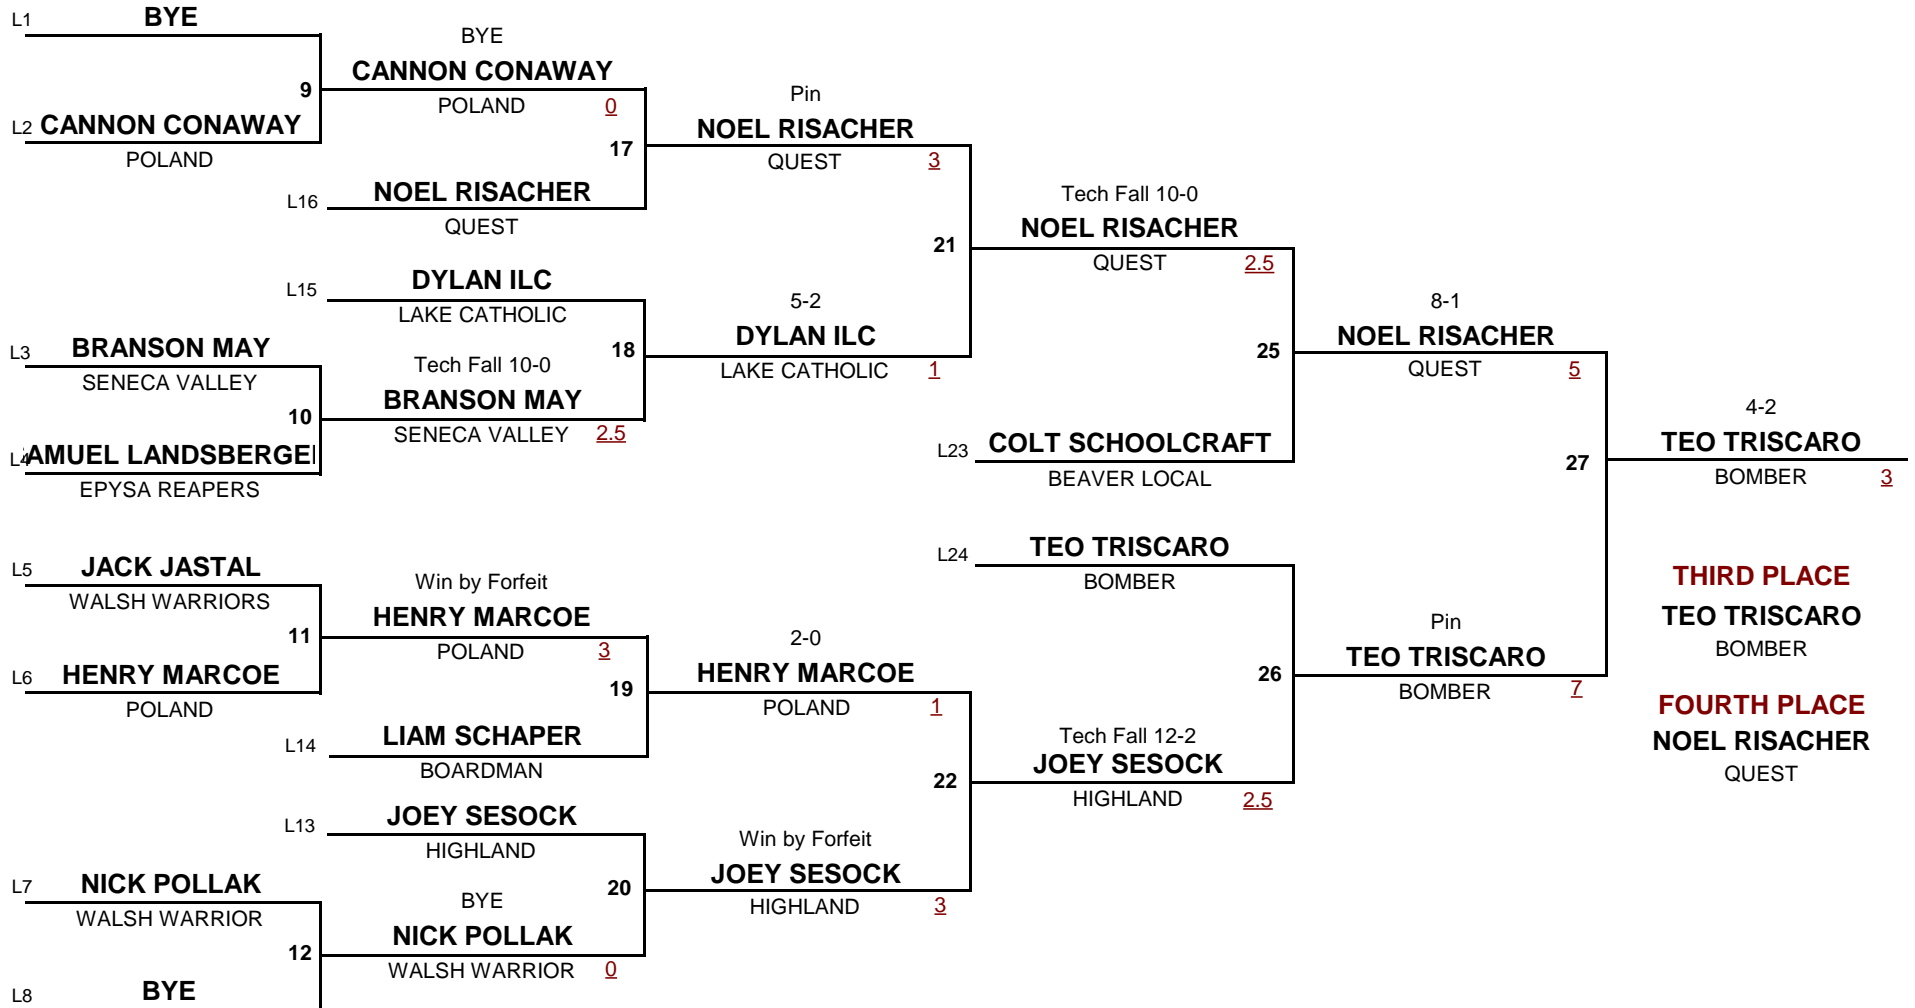 L1 BYE
9
L2 CANNON CONAWAY
POLAND
BYE
CANNON CONAWAY
POLAND 0
17
L16 NOEL RISACHER
QUEST
Pin
NOEL RISACHER
QUEST 3
21
L15 DYLAN ILC
LAKE CATHOLIC
18
5-2
DYLAN ILC
LAKE CATHOLIC 1
L3 BRANSON MAY
SENECA VALLEY
10
AMUEL LANDSBERGE
EPYSA REAPERS
Tech Fall 10-0
BRANSON MAY
SENECA VALLEY 2.5
Tech Fall 10-0
NOEL RISACHER
QUEST 2.5
25
L23 COLT SCHOOLCRAFT
BEAVER LOCAL
8-1
NOEL RISACHER
QUEST 5
27
4-2
TEO TRISCARO
BOMBER 3
L5 JACK JASTAL
WALSH WARRIORS
11
L6 HENRY MARCOE
POLAND
Win by Forfeit
HENRY MARCOE
POLAND 3
19
L14 LIAM SCHAPER
BOARDMAN
2-0
HENRY MARCOE
POLAND 1
22
L24 TEO TRISCARO
BOMBER
26
Tech Fall 12-2
JOEY SESOCK
HIGHLAND 2.5
Pin
TEO TRISCARO
BOMBER 7
THIRD PLACE
TEO TRISCARO
BOMBER
FOURTH PLACE
NOEL RISACHER
QUEST
L13 JOEY SESOCK
HIGHLAND
20
Win by Forfeit
JOEY SESOCK
HIGHLAND 3
L7 NICK POLLAK
WALSH WARRIOR
12
L8 BYE
BYE
NICK POLLAK
WALSH WARRIOR 0